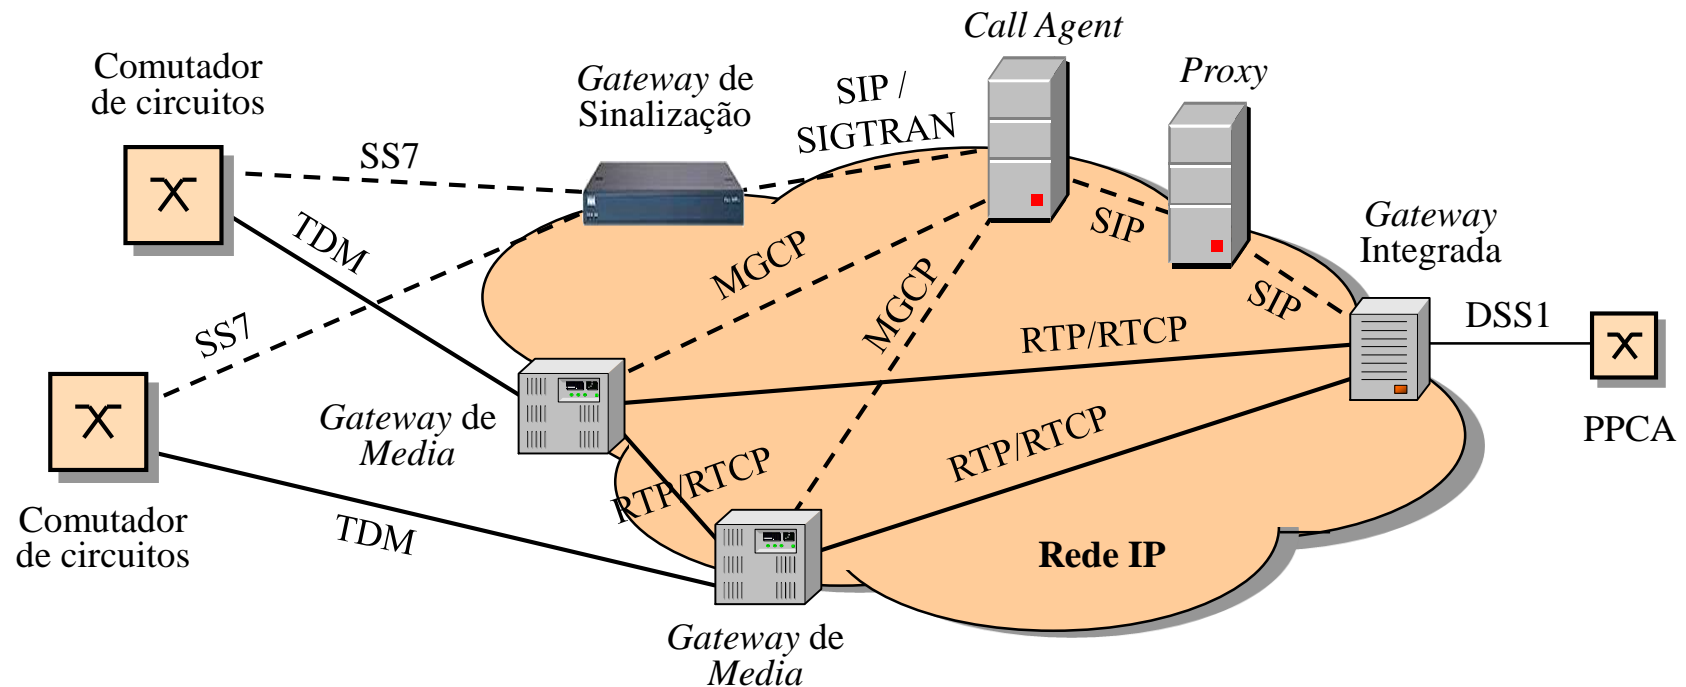 Call Agent
Comutador
de circuitos
Gateway de
Sinalização
SIP /
SIGTRAN
Proxy
SS7
Gateway
Integrada
TDM
MGCP
SIP
MGCP
SIP
DSS1
SS7
RTP/RTCP
Gateway de
Media
RTP/RTCP
PPCA
RTP/RTCP
Comutador
de circuitos
TDM
Rede IP
Gateway de
Media